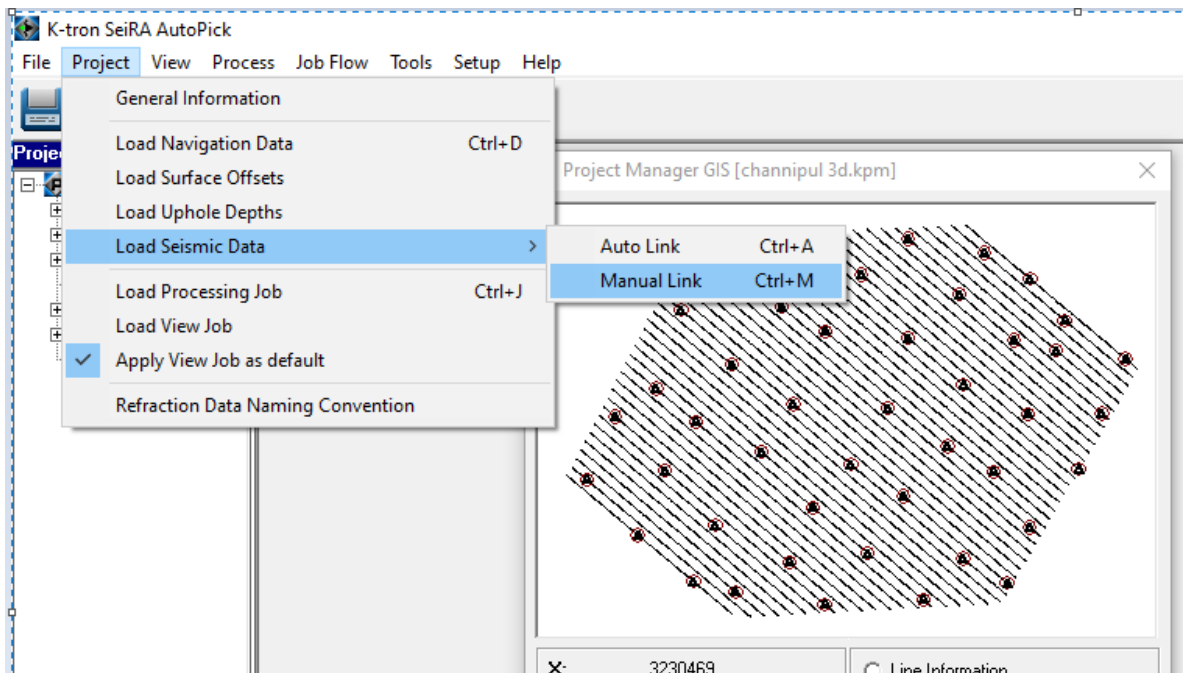 K-tron SeiRA AutoPick
File Project View Process Job Flow Tools Setup Help
General Information
Load Navigation Data Ctrl+D
Load Surface Offsets
Load Uphole Depths
Load Seismic Data
Auto Link Ctrl+A
Manual Link Ctrl+M
Load Processing Job Ctrl+J
Load View Job
Apply View Job as default
Refraction Data Naming Convention
Project Manager GIS [channipul 3d.kpm]
X: 3230469
Line Information